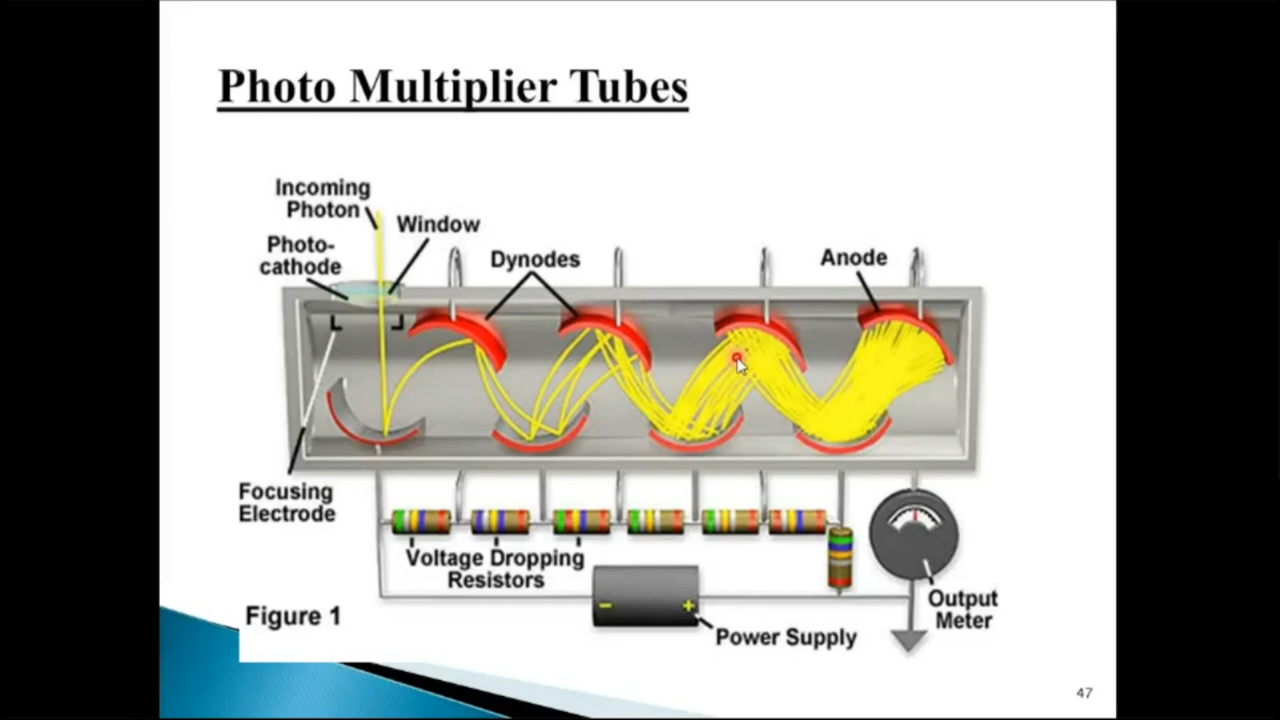 Photo Multiplier Tubes
Incoming
Photon
Window
Photo-
cathode
Dynodes
Anode
Focusing
Electrode
Voltage Dropping
Resistors
Output
Meter
Figure 1
Power Supply
47